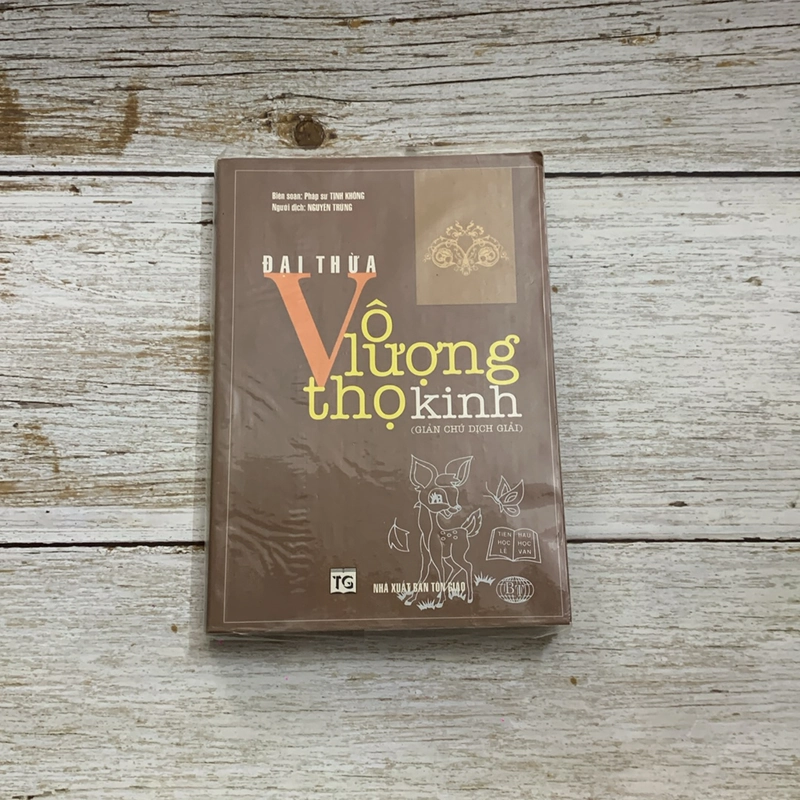 Biên soạn: Pháp sư TỊNH KHÔNG
Người dịch: NGUYÊN TRỪNG
ĐẠI THỪA
Vô
lượng
thọ kinh
(GIẢN CHÚ DỊCH GIẢI)
TIÊN HỌC LỄ
HẬU HỌC VĂN
TG
NHÀ XUẤT BẢN TÔN GIÁO
BT